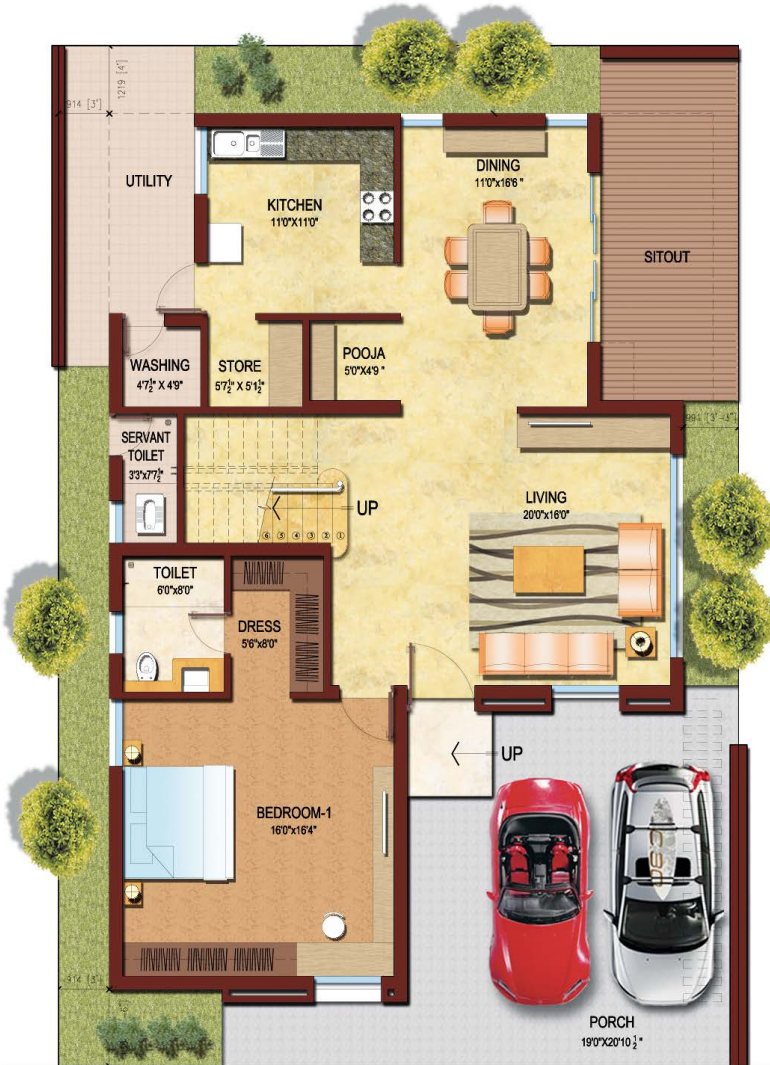 1219 [4"]
914 [3"]
UTILITY
KITCHEN
11'0"X11'0"
DINING
11'0"x16'6 "
SITOUT
WASHING
4'7½" X 4'9"
STORE
5'7½" X 5'1½"
POOJA
5'0"X4'9 "
SERVANT
TOILET
3'3"x7'7½"
UP
6 5 4 3 2 1
LIVING
20'0"x16'0"
TOILET
6'0"x8'0"
DRESS
5'6"x8'0"
UP
BEDROOM-1
16'0"x16'4"
914 [3"]
PORCH
19'0"X20'10 ½ "